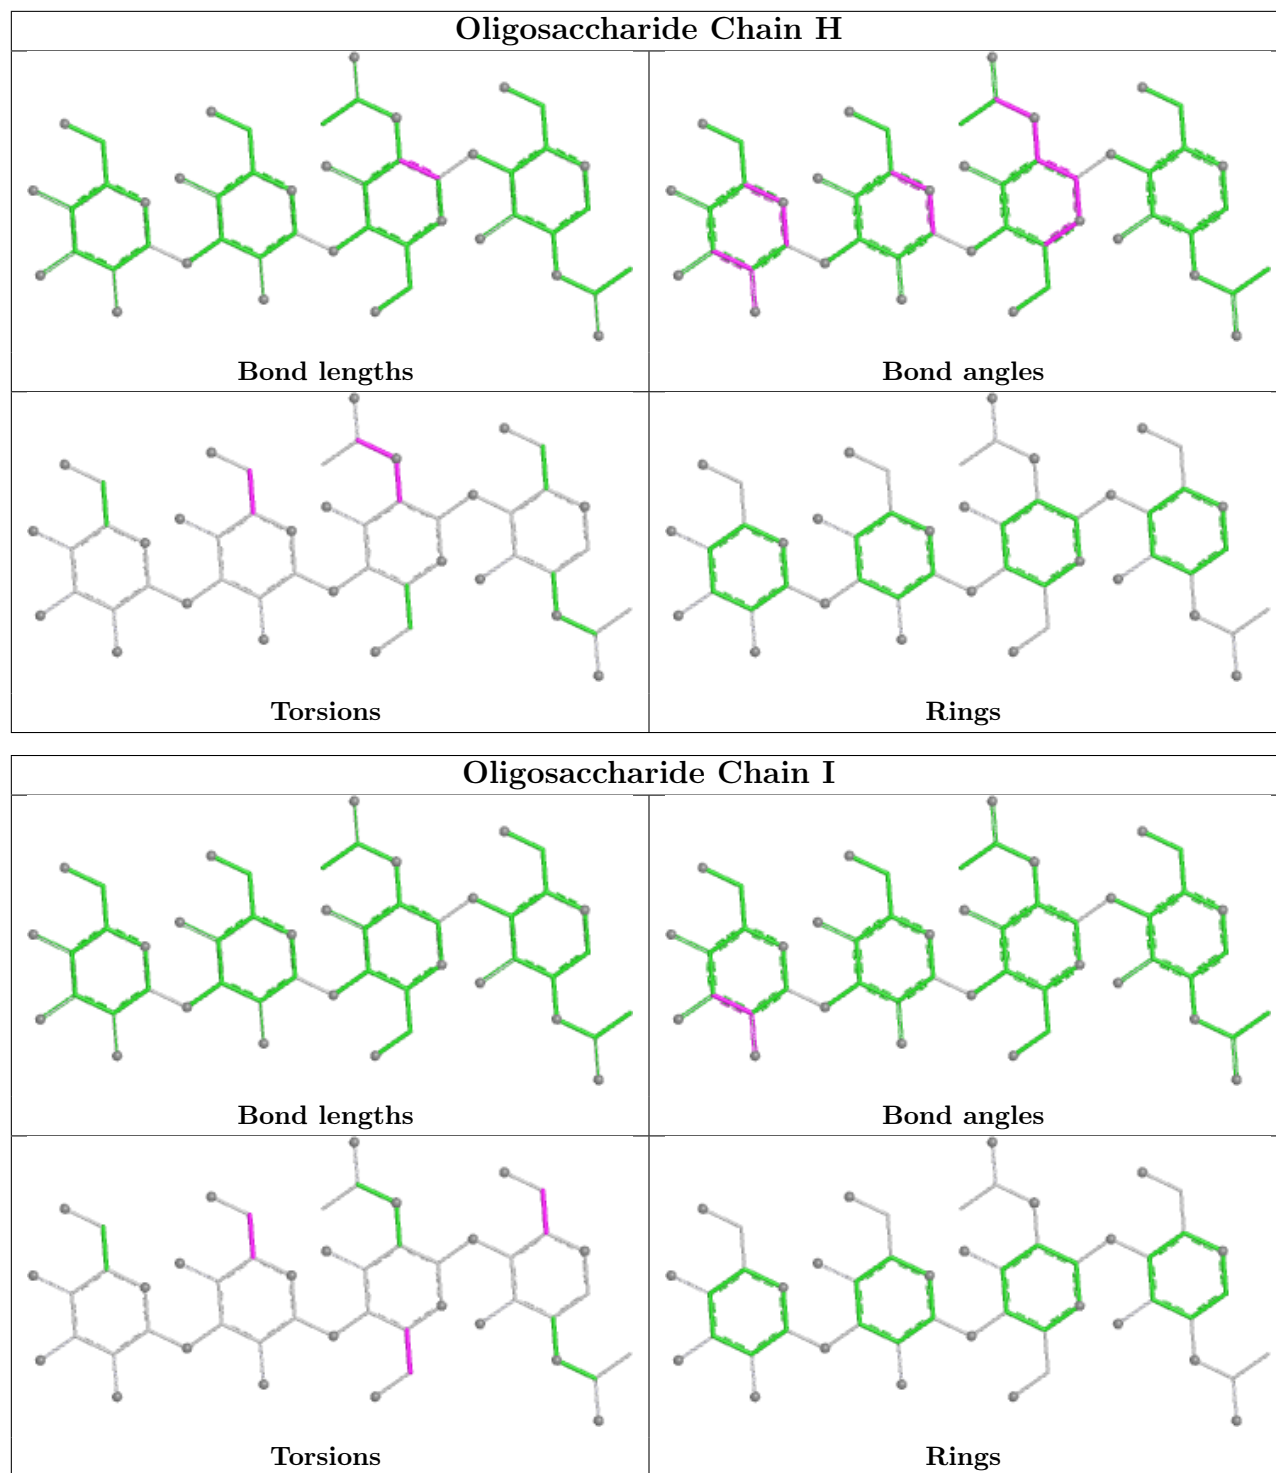 Oligosaccharide Chain H
Bond lengths
Bond angles
Torsions
Rings
Oligosaccharide Chain I
Bond lengths
Bond angles
Torsions
Rings